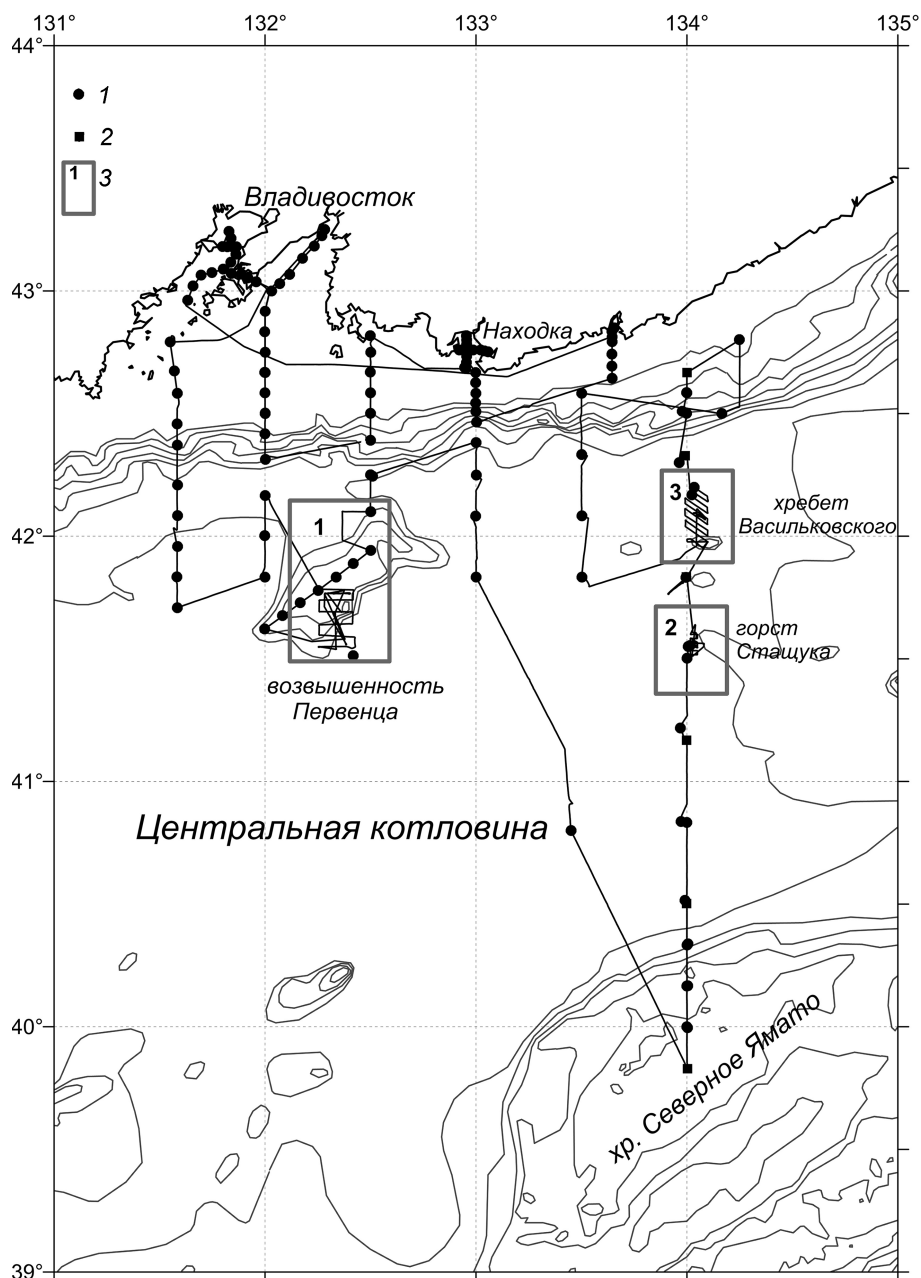 131° 132° 133° 134° 135°
44°
1
2
1 3
Владивосток
43°
Находка
3
хребет
Васильковского
42°
1
2
горст
Стащука
возвышенность
Первенца
41°
Центральная котловина
40°
хр. Северное Ямато
39°